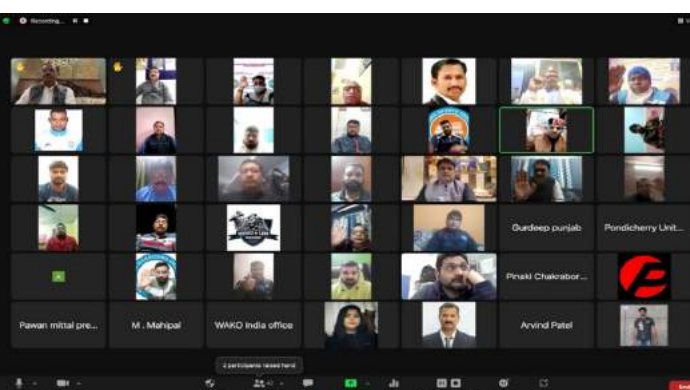 Recording...
Gurdeep punjab
Pondicherry Unit...
Pinaki Chakrabor...
Pawan mittal pre...
M . Mahipal
WAKO India office
Arvind Patel
2 participants raised hand